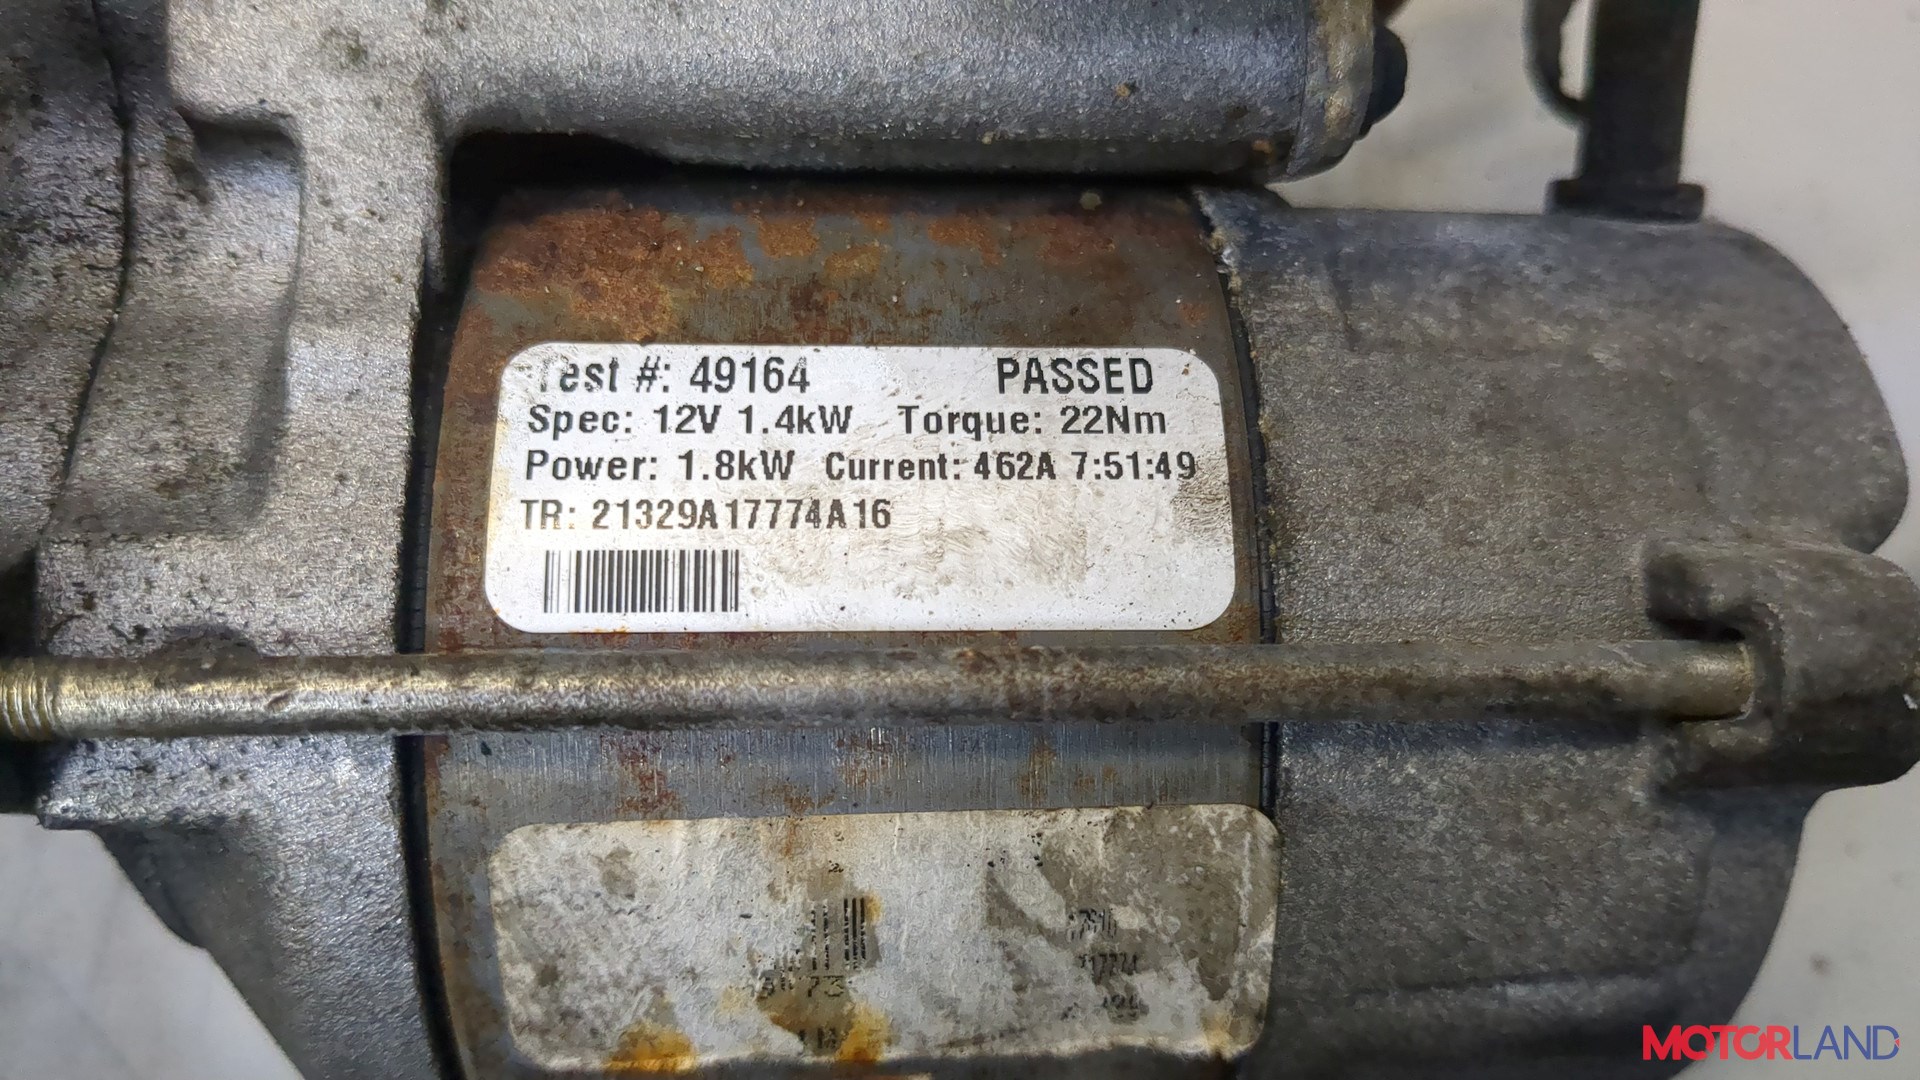 Test #: 49164 PASSED
Spec: 12V 1.4kW Torque: 22Nm
Power: 1.8kW Current: 462A 7:51:49
TR: 21329A17774A16
17774
MOTORLAND